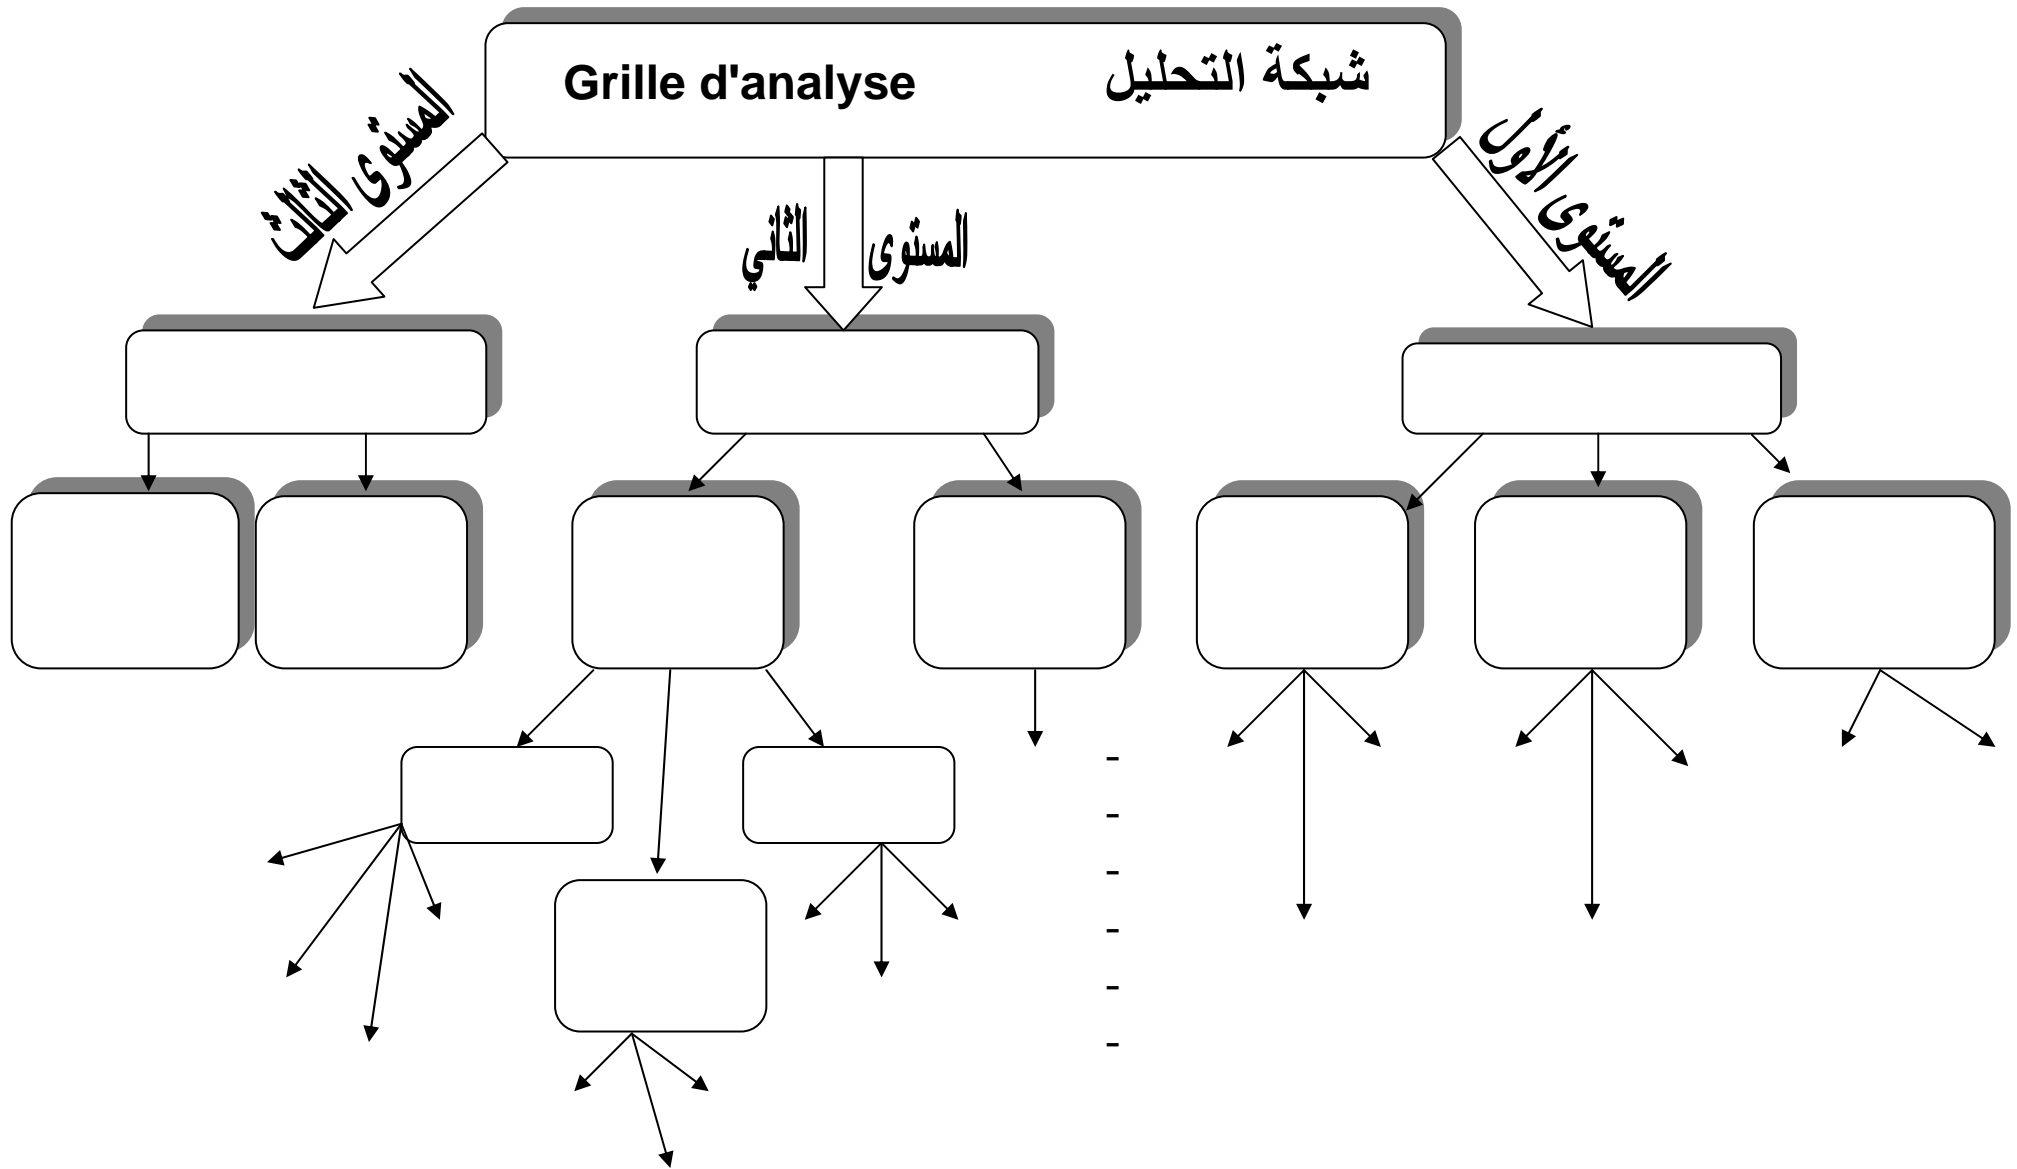 شبكة التحليل Grille d'analyse
المستوى الأول
المستوى الثاني
المستوى الثالث
-
-
-
-
-
-